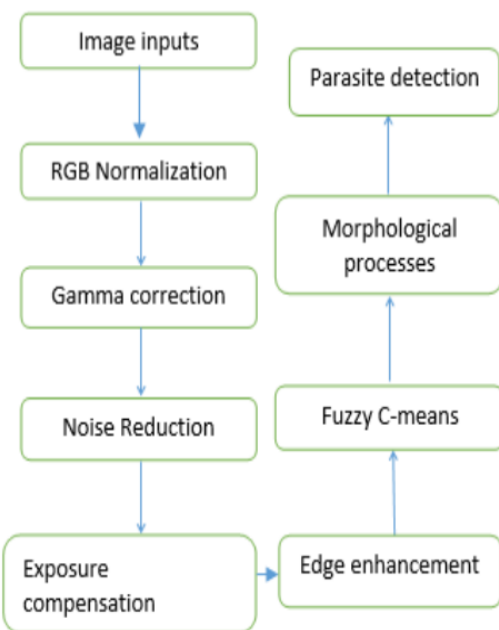 Image inputs
RGB Normalization
Gamma correction
Noise Reduction
Exposure
compensation
Edge enhancement
Fuzzy C-means
Morphological
processes
Parasite detection